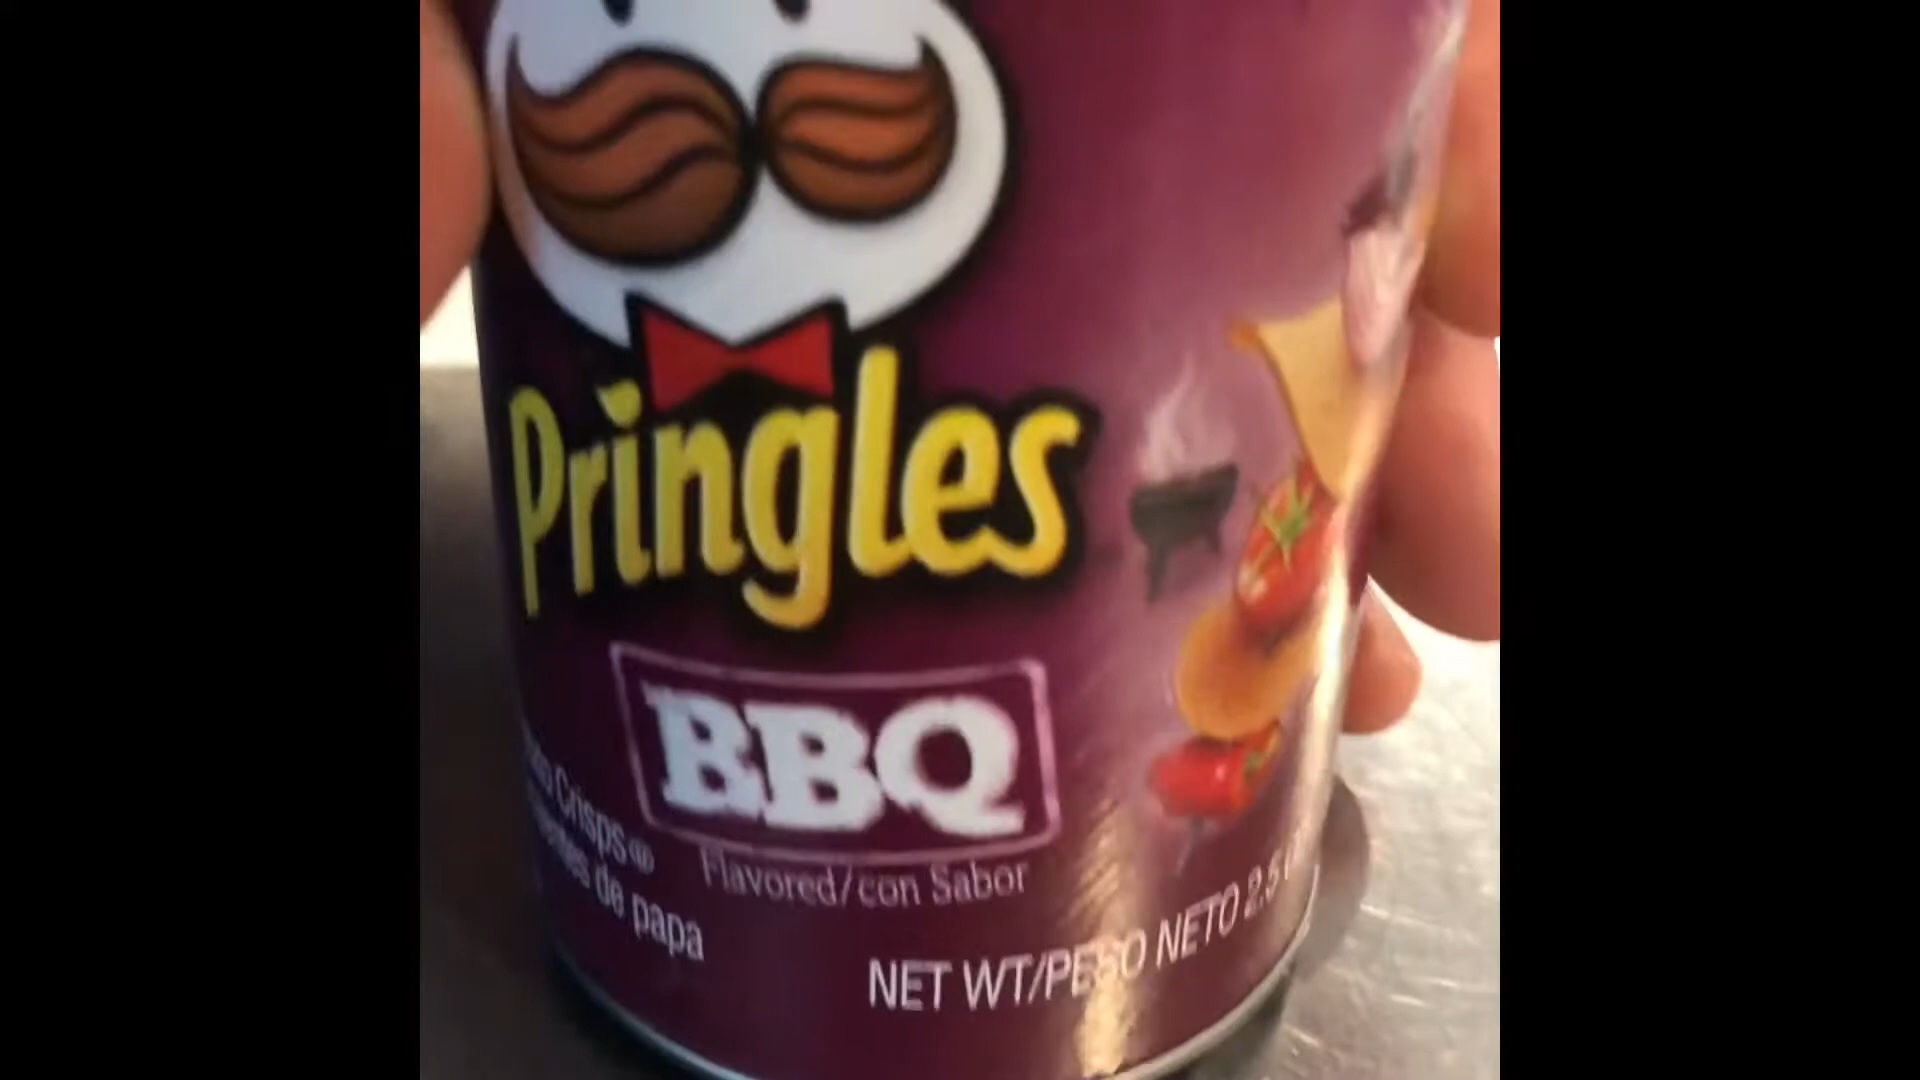 Pringles
BBQ
Flavored/con Sabor
Crisps®
de papa
NET WT/PESO NETO 2.5